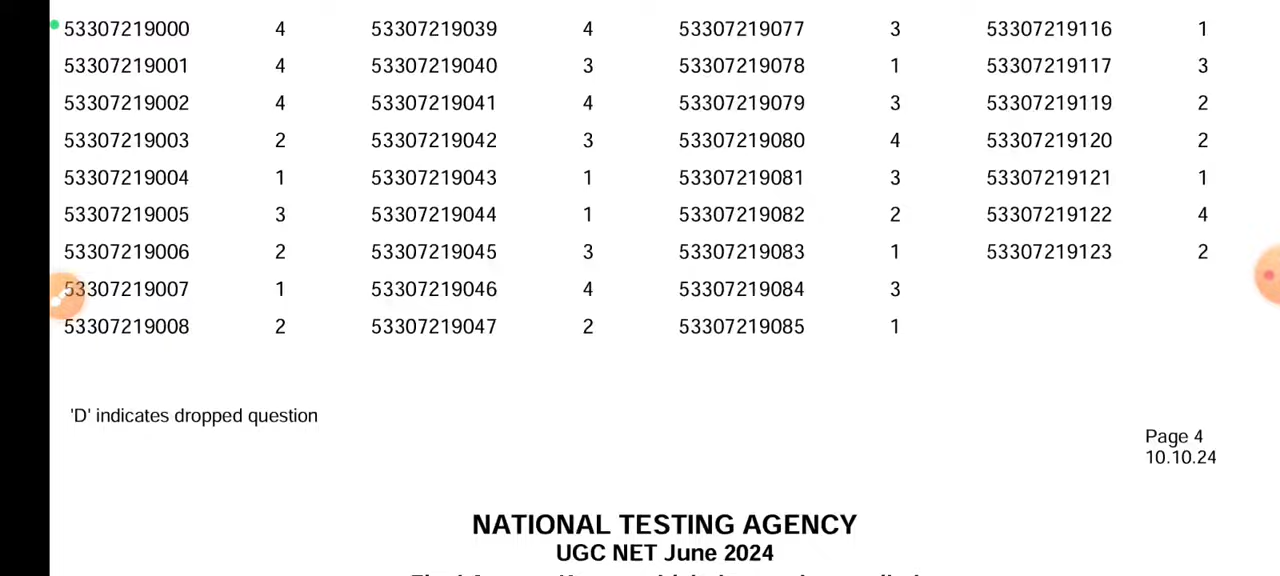 53307219000 4 53307219039 4 53307219077 3 53307219116 1
53307219001 4 53307219040 3 53307219078 1 53307219117 3
53307219002 4 53307219041 4 53307219079 3 53307219119 2
53307219003 2 53307219042 3 53307219080 4 53307219120 2
53307219004 1 53307219043 1 53307219081 3 53307219121 1
53307219005 3 53307219044 1 53307219082 2 53307219122 4
53307219006 2 53307219045 3 53307219083 1 53307219123 2
53307219007 1 53307219046 4 53307219084 3
53307219008 2 53307219047 2 53307219085 1
'D' indicates dropped question
Page 4
10.10.24
NATIONAL TESTING AGENCY
UGC NET June 2024